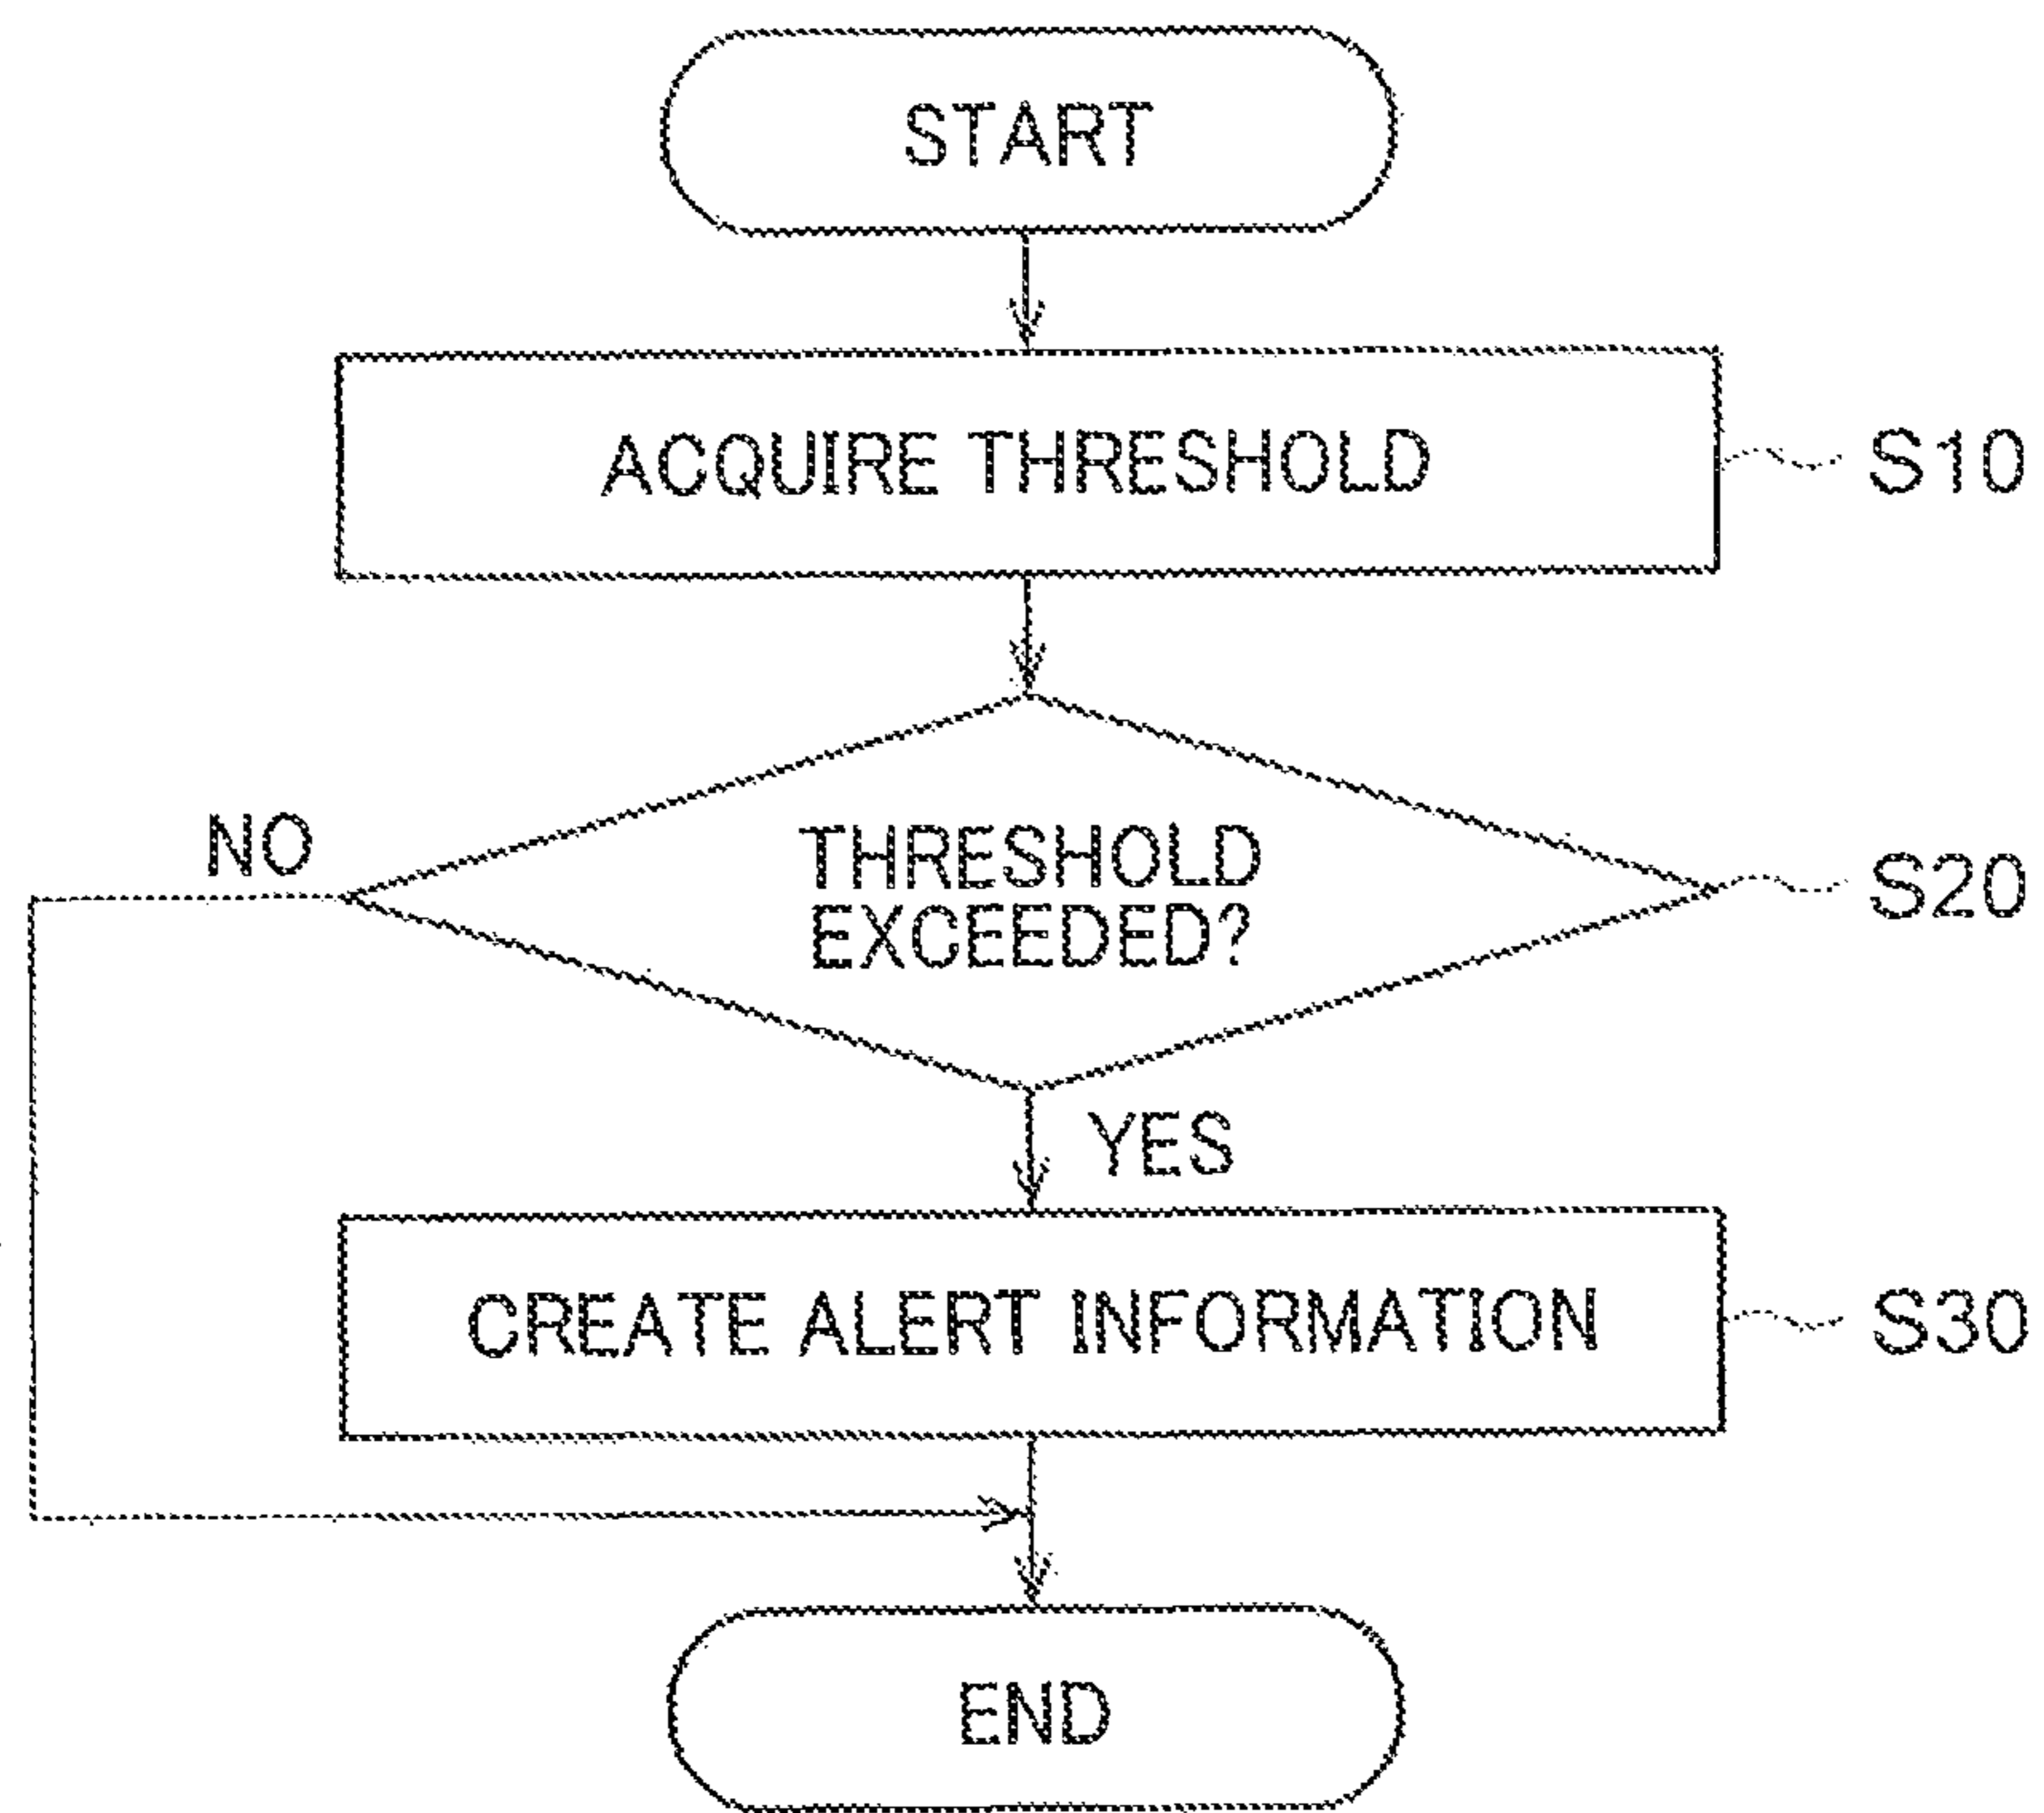 START
ACQUIRE THRESHOLD
S10
NO
THRESHOLD
EXCEEDED?
S20
YES
CREATE ALERT INFORMATION
S30
END